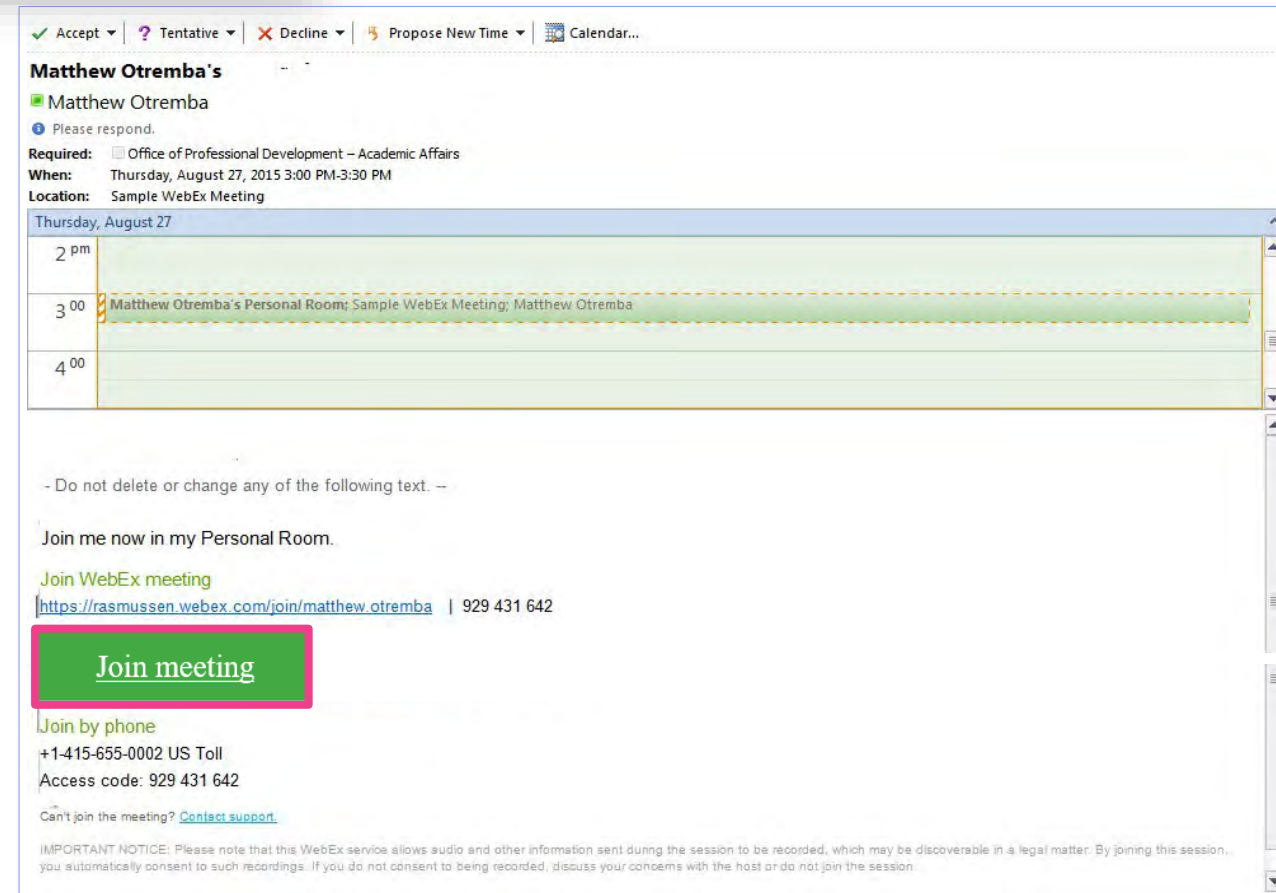 Accept Tentative Decline Propose New Time Calendar...
Matthew Otremba's
Matthew Otremba
Please respond.
Required: Office of Professional Development – Academic Affairs
When: Thursday, August 27, 2015 3:00 PM-3:30 PM
Location: Sample WebEx Meeting
Thursday, August 27
2 pm
3 00 Matthew Otremba's Personal Room; Sample WebEx Meeting; Matthew Otremba
4 00
- Do not delete or change any of the following text. --
Join me now in my Personal Room.
Join WebEx meeting
https://rasmussen.webex.com/join/matthew.otremba | 929 431 642
Join meeting
Join by phone
+1-415-655-0002 US Toll
Access code: 929 431 642
Can't join the meeting? Contact support.
IMPORTANT NOTICE: Please note that this WebEx service allows audio and other information sent during the session to be recorded, which may be discoverable in a legal matter. By joining this session,
you automatically consent to such recordings. If you do not consent to being recorded, discuss your concerns with the host or do not join the session.